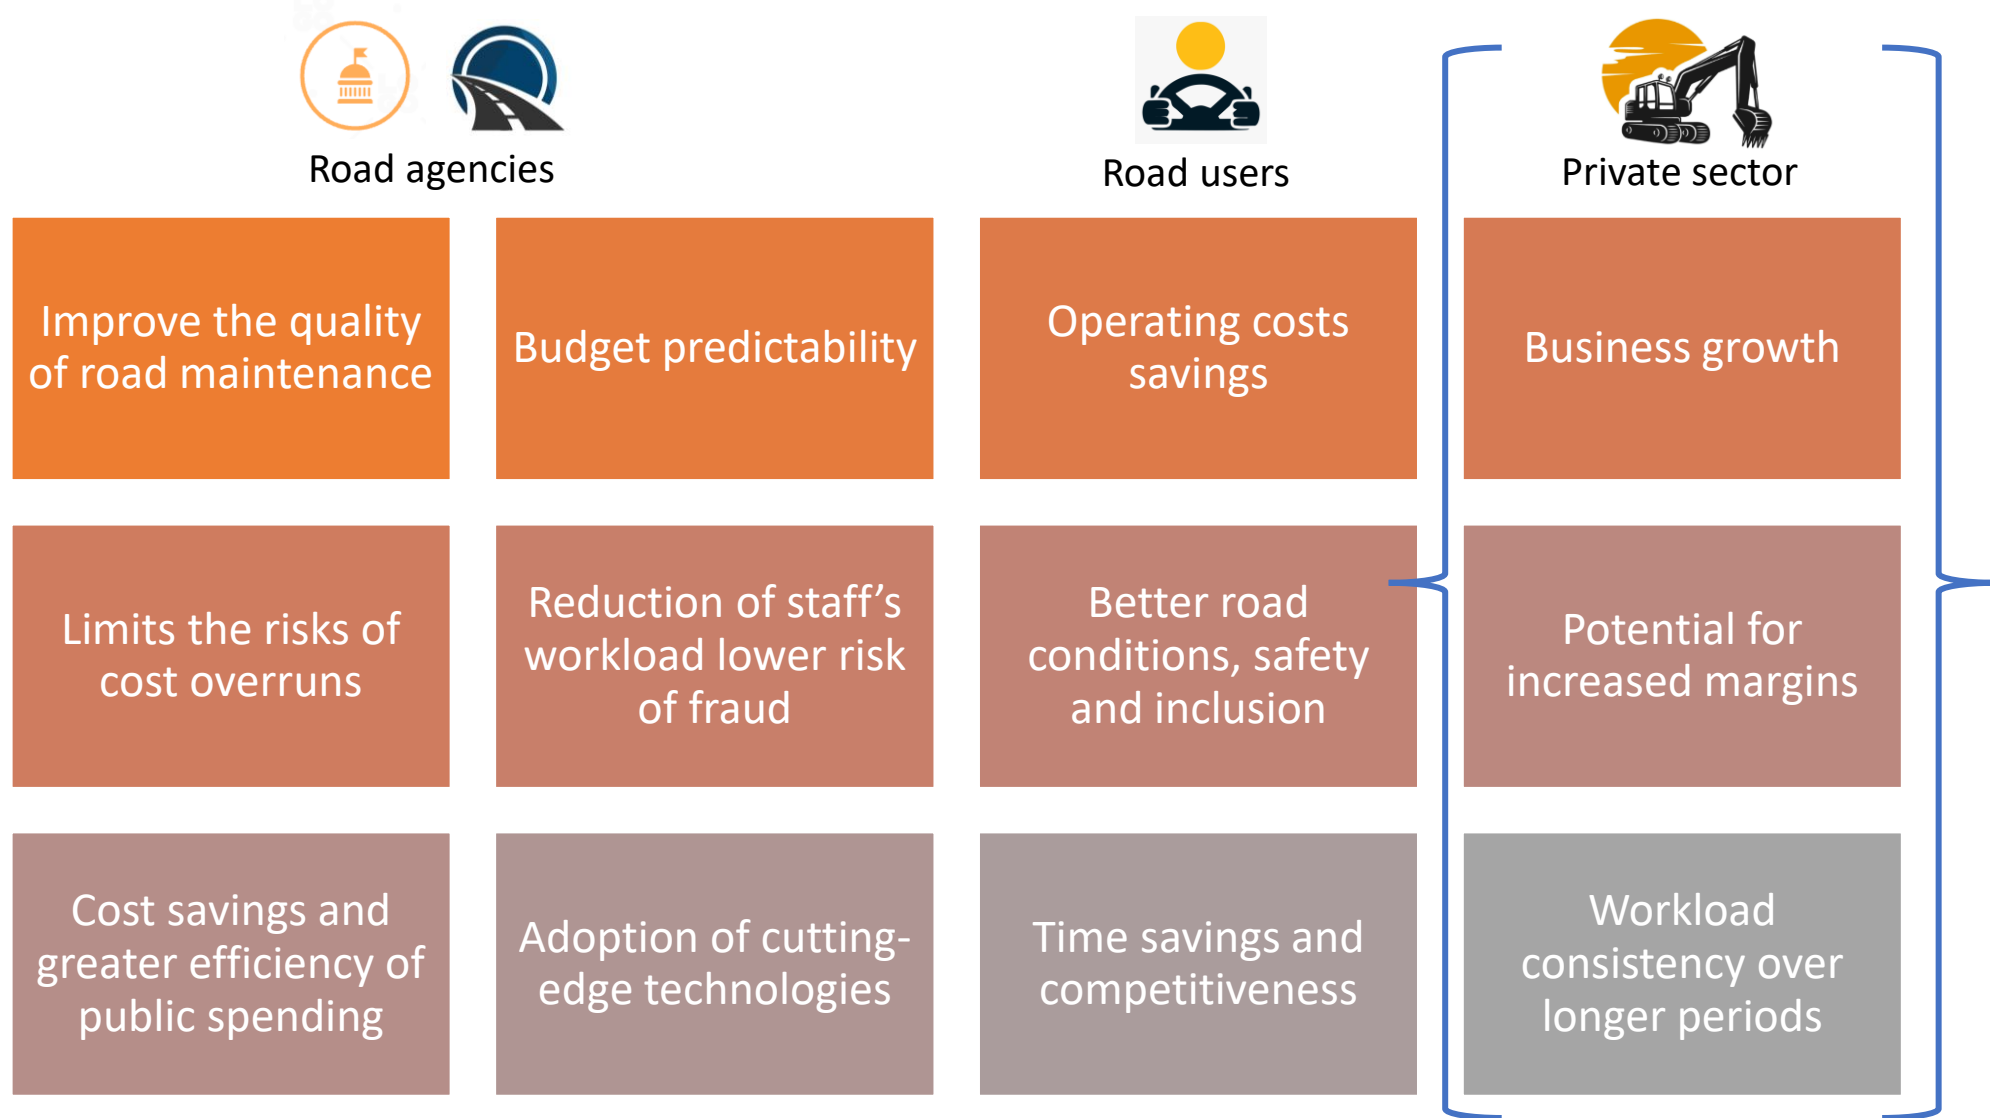 Road agencies
Road users
Private sector
Improve the quality
of road maintenance
Budget predictability
Operating costs
savings
Business growth
Limits the risks of
cost overruns
Reduction of staff’s
workload lower risk
of fraud
Better road
conditions, safety
and inclusion
Potential for
increased margins
Cost savings and
greater efficiency of
public spending
Adoption of cutting-
edge technologies
Time savings and
competitiveness
Workload
consistency over
longer periods